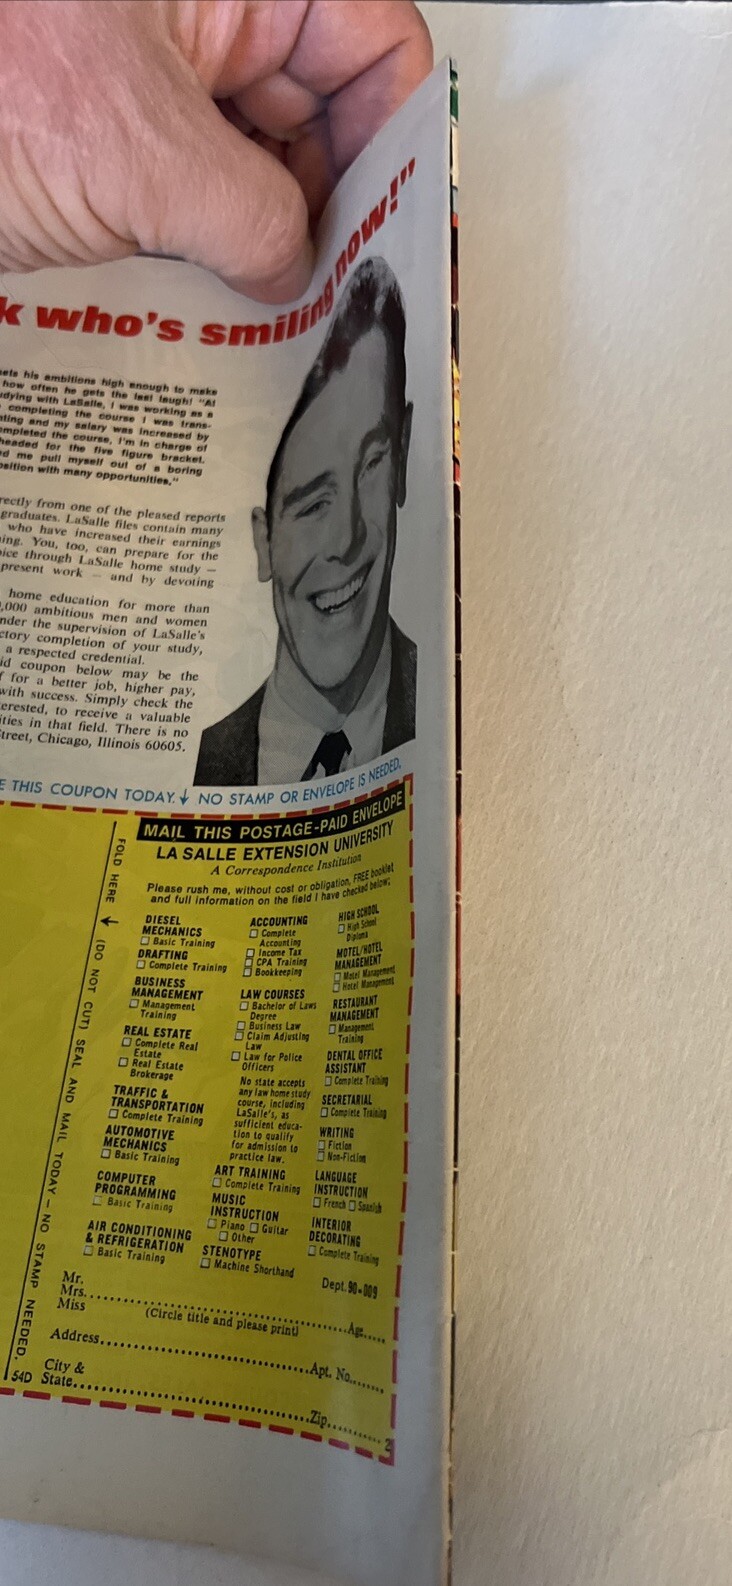 k who's smiling now!"
ets his ambitions high enough to make
how often he gets the last laugh! "At
dying with LaSalle, I was working as a
completing the course I was trans-
ting and my salary was increased by
mpleted the course, I'm in charge of
headed for the five figure bracket.
d me pull myself out of a boring
sition with many opportunities."
rectly from one of the pleased reports
graduates. LaSalle files contain many
who have increased their earnings
ing. You, too, can prepare for the
oice through LaSalle home study —
present work — and by devoting
home education for more than
,000 ambitious men and women
nder the supervision of LaSalle's
ctory completion of your study,
a respected credential.
id coupon below may be the
f for a better job, higher pay,
with success. Simply check the
erested, to receive a valuable
ities in that field. There is no
Street, Chicago, Illinois 60605.
E THIS COUPON TODAY.↓ NO STAMP OR ENVELOPE IS NEEDED.
FOLD HERE ↓ (DO NOT CUT) SEAL AND MAIL TODAY — NO STAMP NEEDED.
MAIL THIS POSTAGE-PAID ENVELOPE
LA SALLE EXTENSION UNIVERSITY
A Correspondence Institution
Please rush me, without cost or obligation, FREE booklet
and full information on the field I have checked below:
DIESEL
MECHANICS
☐ Basic Training
DRAFTING
☐ Complete Training
BUSINESS
MANAGEMENT
☐ Management
Training
REAL ESTATE
☐ Complete Real
Estate
☐ Real Estate
Brokerage
TRAFFIC &
TRANSPORTATION
☐ Complete Training
AUTOMOTIVE
MECHANICS
☐ Basic Training
COMPUTER
PROGRAMMING
☐ Basic Training
AIR CONDITIONING
& REFRIGERATION
☐ Basic Training
ACCOUNTING
☐ Complete
Accounting
☐ Income Tax
☐ CPA Training
☐ Bookkeeping
LAW COURSES
☐ Bachelor of Laws
Degree
☐ Business Law
☐ Claim Adjusting
Law
☐ Law for Police
Officers
No state accepts
any law home study
course, including
LaSalle's, as
sufficient educa-
tion to qualify
for admission to
practice law.
ART TRAINING
☐ Complete Training
MUSIC
INSTRUCTION
☐ Piano ☐ Guitar
☐ Other
STENOTYPE
☐ Machine Shorthand
HIGH SCHOOL
☐ High School
Diploma
MOTEL/HOTEL
MANAGEMENT
☐ Motel Management
☐ Hotel Management
RESTAURANT
MANAGEMENT
☐ Management
Training
DENTAL OFFICE
ASSISTANT
☐ Complete Training
SECRETARIAL
☐ Complete Training
WRITING
☐ Fiction
☐ Non-Fiction
LANGUAGE
INSTRUCTION
☐ French ☐ Spanish
INTERIOR
DECORATING
☐ Complete Training
Dept. 90-009
Mr.
Mrs.
Miss ........ Age.....
(Circle title and please print)
Address........ Apt. No.......
City &
State........ Zip..........
54D
2